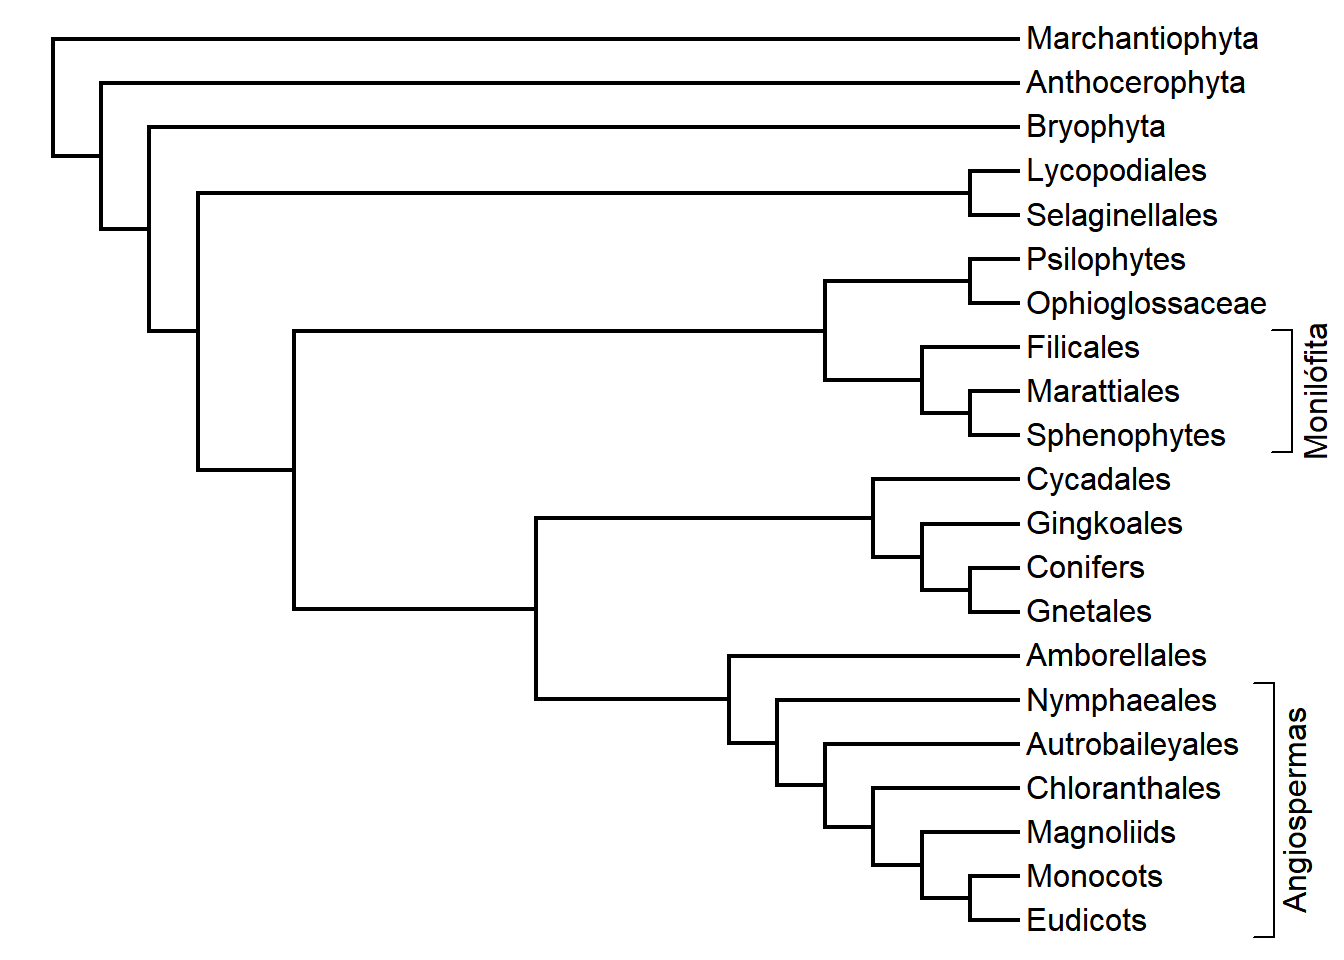 Marchantiophyta
Anthocerophyta
Bryophyta
Lycopodiales
Selaginellales
Psilophytes
Ophioglossaceae
Filicales
Marattiales
Sphenophytes
Monilófita
Cycadales
Gingkoales
Conifers
Gnetales
Amborellales
Nymphaeales
Autrobaileyales
Chloranthales
Magnoliids
Monocots
Eudicots
Angiospermas